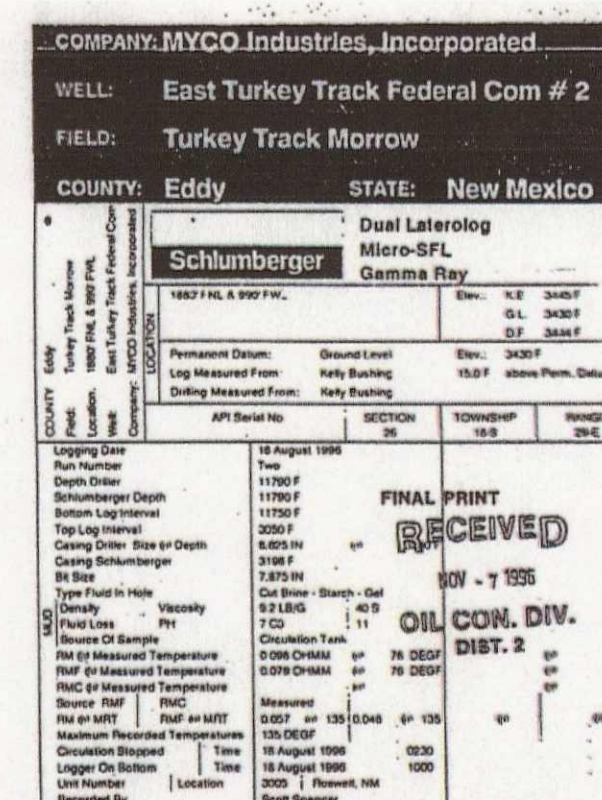 COMPANY: MYCO Industries, Incorporated
WELL: East Turkey Track Federal Com # 2
FIELD: Turkey Track Morrow
COUNTY: Eddy STATE: New Mexico
COUNTY Eddy
Field: Turkey Track Morrow
Location: 1880' FNL & 990' FWL
Well: East Turkey Track Federal Com
Company: MYCO Industries, Incorporated
Schlumberger
Dual Laterolog
Micro-SFL
Gamma Ray
LOCATION
1880' FNL & 990' FWL
Elev.: K.B. 3445 F
G.L. 3430 F
D.F. 3444 F
Permanent Datum: Ground Level Elev.: 3430 F
Log Measured From: Kelly Bushing 15.0 F above Perm. Datu
Drilling Measured From: Kelly Bushing
API Serial No SECTION TOWNSHIP RANGE
26 18-S 29-E
Logging Date 18 August 1996
Run Number Two
Depth Driller 11790 F
Schlumberger Depth 11790 F
Bottom Log Interval 11750 F
Top Log Interval 3050 F
Casing Driller Size @ Depth 8.625 IN @
Casing Schlumberger 3198 F
Bit Size 7.875 IN
Type Fluid In Hole Cut Brine - Starch - Gel
MUD
Density Viscosity 9.2 LB/G 40 S
Fluid Loss PH 7 C3 11
Source Of Sample Circulation Tank
RM @ Measured Temperature 0.096 OHMM @ 76 DEGF @
RMF @ Measured Temperature 0.078 OHMM @ 76 DEGF @
RMC @ Measured Temperature @ @
Source RMF RMC Measured
RM @ MRT RMF @ MRT 0.057 @ 135 0.046 @ 135 @ @
Maximum Recorded Temperatures 135 DEGF
Circulation Stopped Time 18 August 1996 0230
Logger On Bottom Time 18 August 1996 1000
Unit Number Location 3005 Roswell, NM
Recorded By Scott Spencer
FINAL PRINT
RECEIVED
NOV - 7 1996
OIL CON. DIV.
DIST. 2